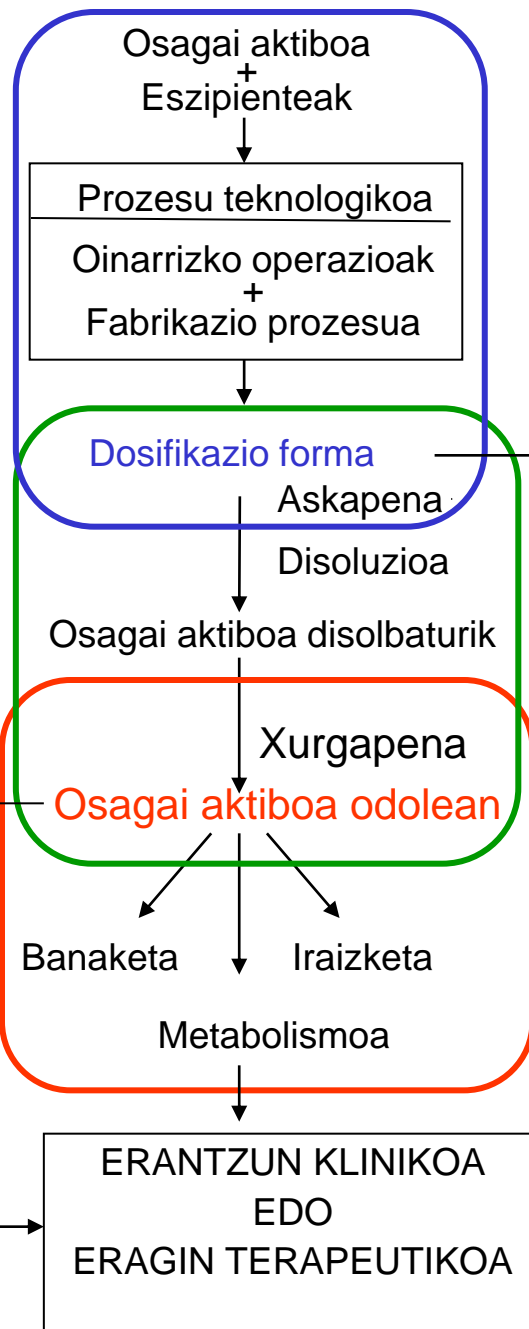 Osagai aktiboa
+
Eszipienteak
Prozesu teknologikoa
Oinarrizko operazioak
+
Fabrikazio prozesua
Dosifikazio forma
Askapena
Disoluzioa
Osagai aktiboa disolbaturik
Xurgapena
Osagai aktiboa odolean
Banaketa
Iraizketa
Metabolismoa
ERANTZUN KLINIKOA
EDO
ERAGIN TERAPEUTIKOA